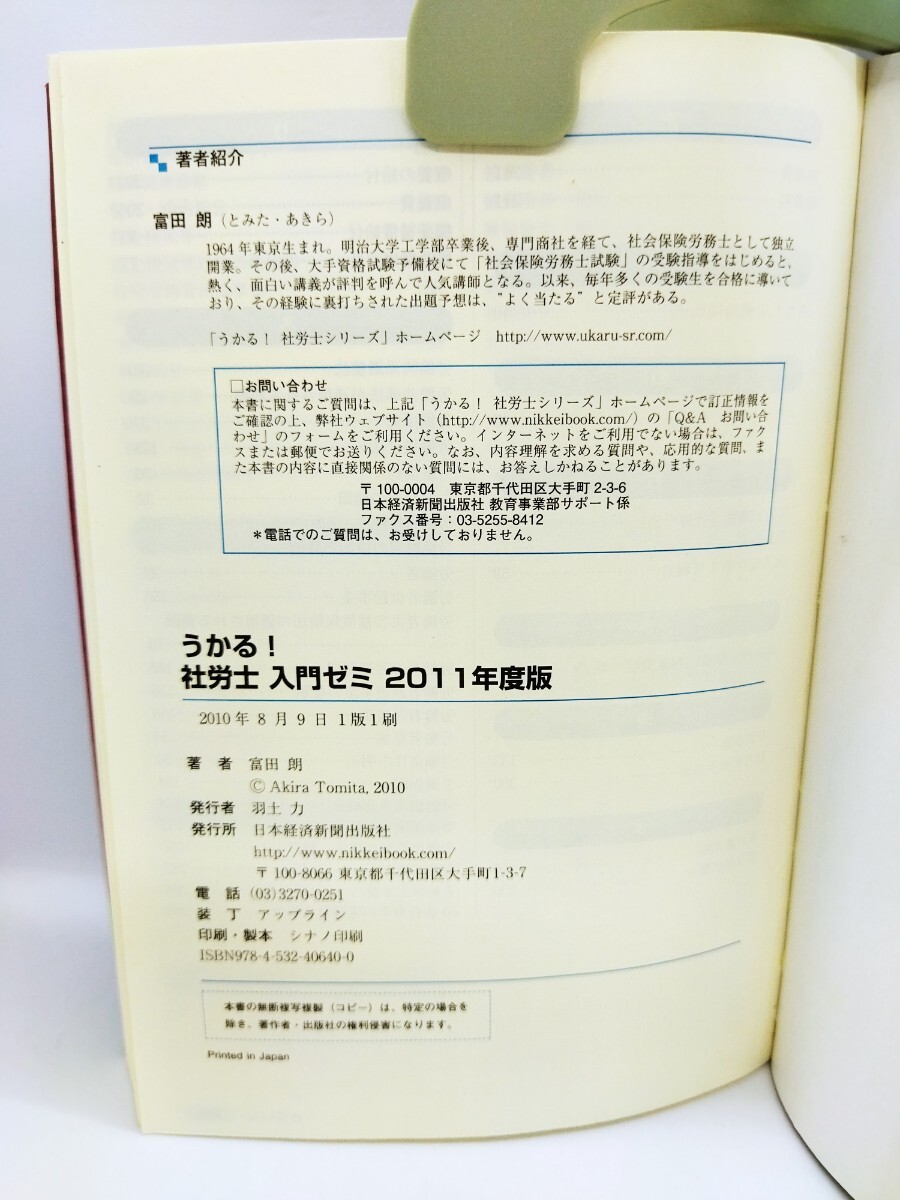 著者紹介
富田 朗（とみた・あきら）
1964年東京生まれ。明治大学工学部卒業後、専門商社を経て、社会保険労務士として独立
開業。その後、大手資格試験予備校にて「社会保険労務士試験」の受験指導をはじめると、
熱く、面白い講義が評判を呼んで人気講師となる。以来、毎年多くの受験生を合格に導いて
おり、その経験に裏打ちされた出題予想は、"よく当たる" と定評がある。
「うかる！ 社労士シリーズ」ホームページ http://www.ukaru-sr.com/
□お問い合わせ
本書に関するご質問は、上記「うかる！ 社労士シリーズ」ホームページで訂正情報を
ご確認の上、弊社ウェブサイト（http://www.nikkeibook.com/）の「Q&A お問い合
わせ」のフォームをご利用ください。インターネットをご利用でない場合は、ファク
スまたは郵便でお送りください。なお、内容理解を求める質問や、応用的な質問、ま
た本書の内容に直接関係のない質問には、お答えしかねることがあります。
〒100-0004 東京都千代田区大手町 2-3-6
日本経済新聞出版社 教育事業部サポート係
ファクス番号：03-5255-8412
＊電話でのご質問は、お受けしておりません。
うかる！
社労士 入門ゼミ 2011年度版
2010年 8 月 9 日 1版1刷
著 者 富田 朗
© Akira Tomita, 2010
発行者 羽土 力
発行所 日本経済新聞出版社
http://www.nikkeibook.com/
〒100-8066 東京都千代田区大手町1-3-7
電 話 (03)3270-0251
装 丁 アップライン
印刷・製本 シナノ印刷
ISBN978-4-532-40640-0
本書の無断複写複製（コピー）は、特定の場合を
除き、著作者・出版社の権利侵害になります。
Printed in Japan